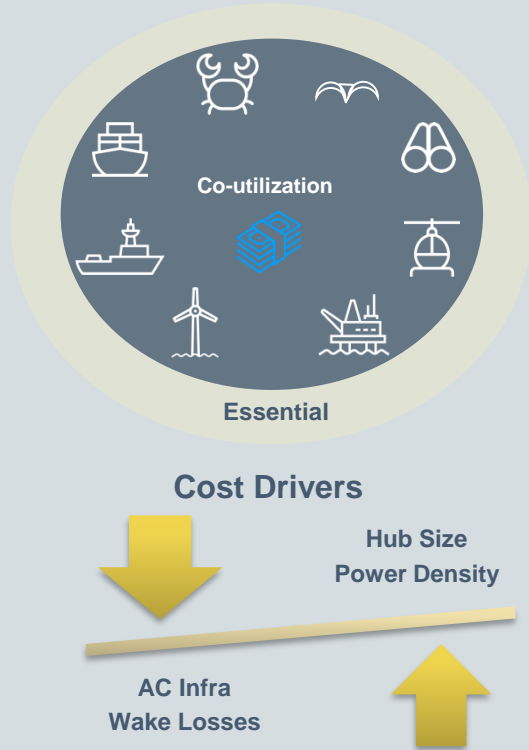 Co-utilization
Essential
Cost Drivers
Hub Size
Power Density
AC Infra
Wake Losses